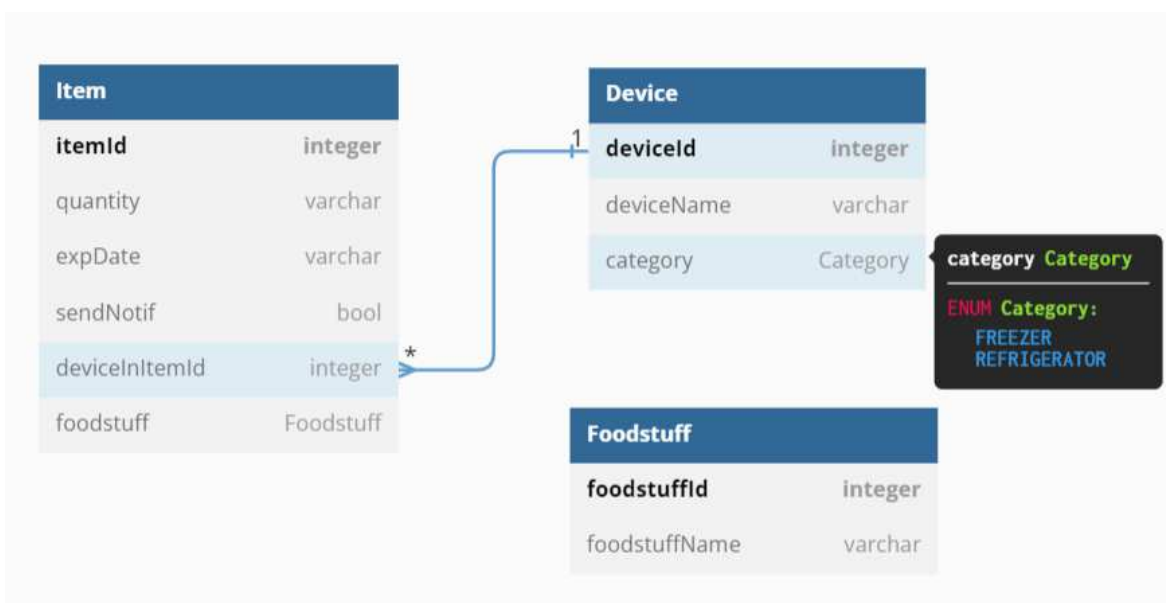 Item
itemId integer
quantity varchar
expDate varchar
sendNotif bool
deviceInItemId integer
foodstuff Foodstuff
*
1
Device
deviceId integer
deviceName varchar
category Category
category Category
ENUM Category:
FREEZER
REFRIGERATOR
Foodstuff
foodstuffId integer
foodstuffName varchar